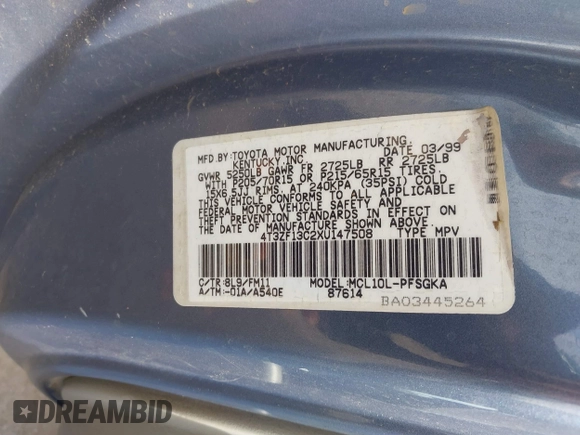 MFD.BY:TOYOTA MOTOR MANUFACTURING,
KENTUCKY,INC. DATE 03/99
GVWR 5250LB GAWR FR 2725LB RR 2725LB
WITH P205/70R15 OR P215/65R15 TIRES,
15X6.5JJ RIMS, AT 240KPA (35PSI) COLD
THIS VEHICLE CONFORMS TO ALL APPLICABLE
FEDERAL MOTOR VEHICLE SAFETY AND
THEFT PREVENTION STANDARDS IN EFFECT ON
THE DATE OF MANUFACTURE SHOWN ABOVE.
4T3ZF13C2XU147508 TYPE MPV
C/TR:8L9/FM11 MODEL:MCL10L-PFSGKA
A/TM:-01A/A540E 87614
BA03445264
DREAMBID